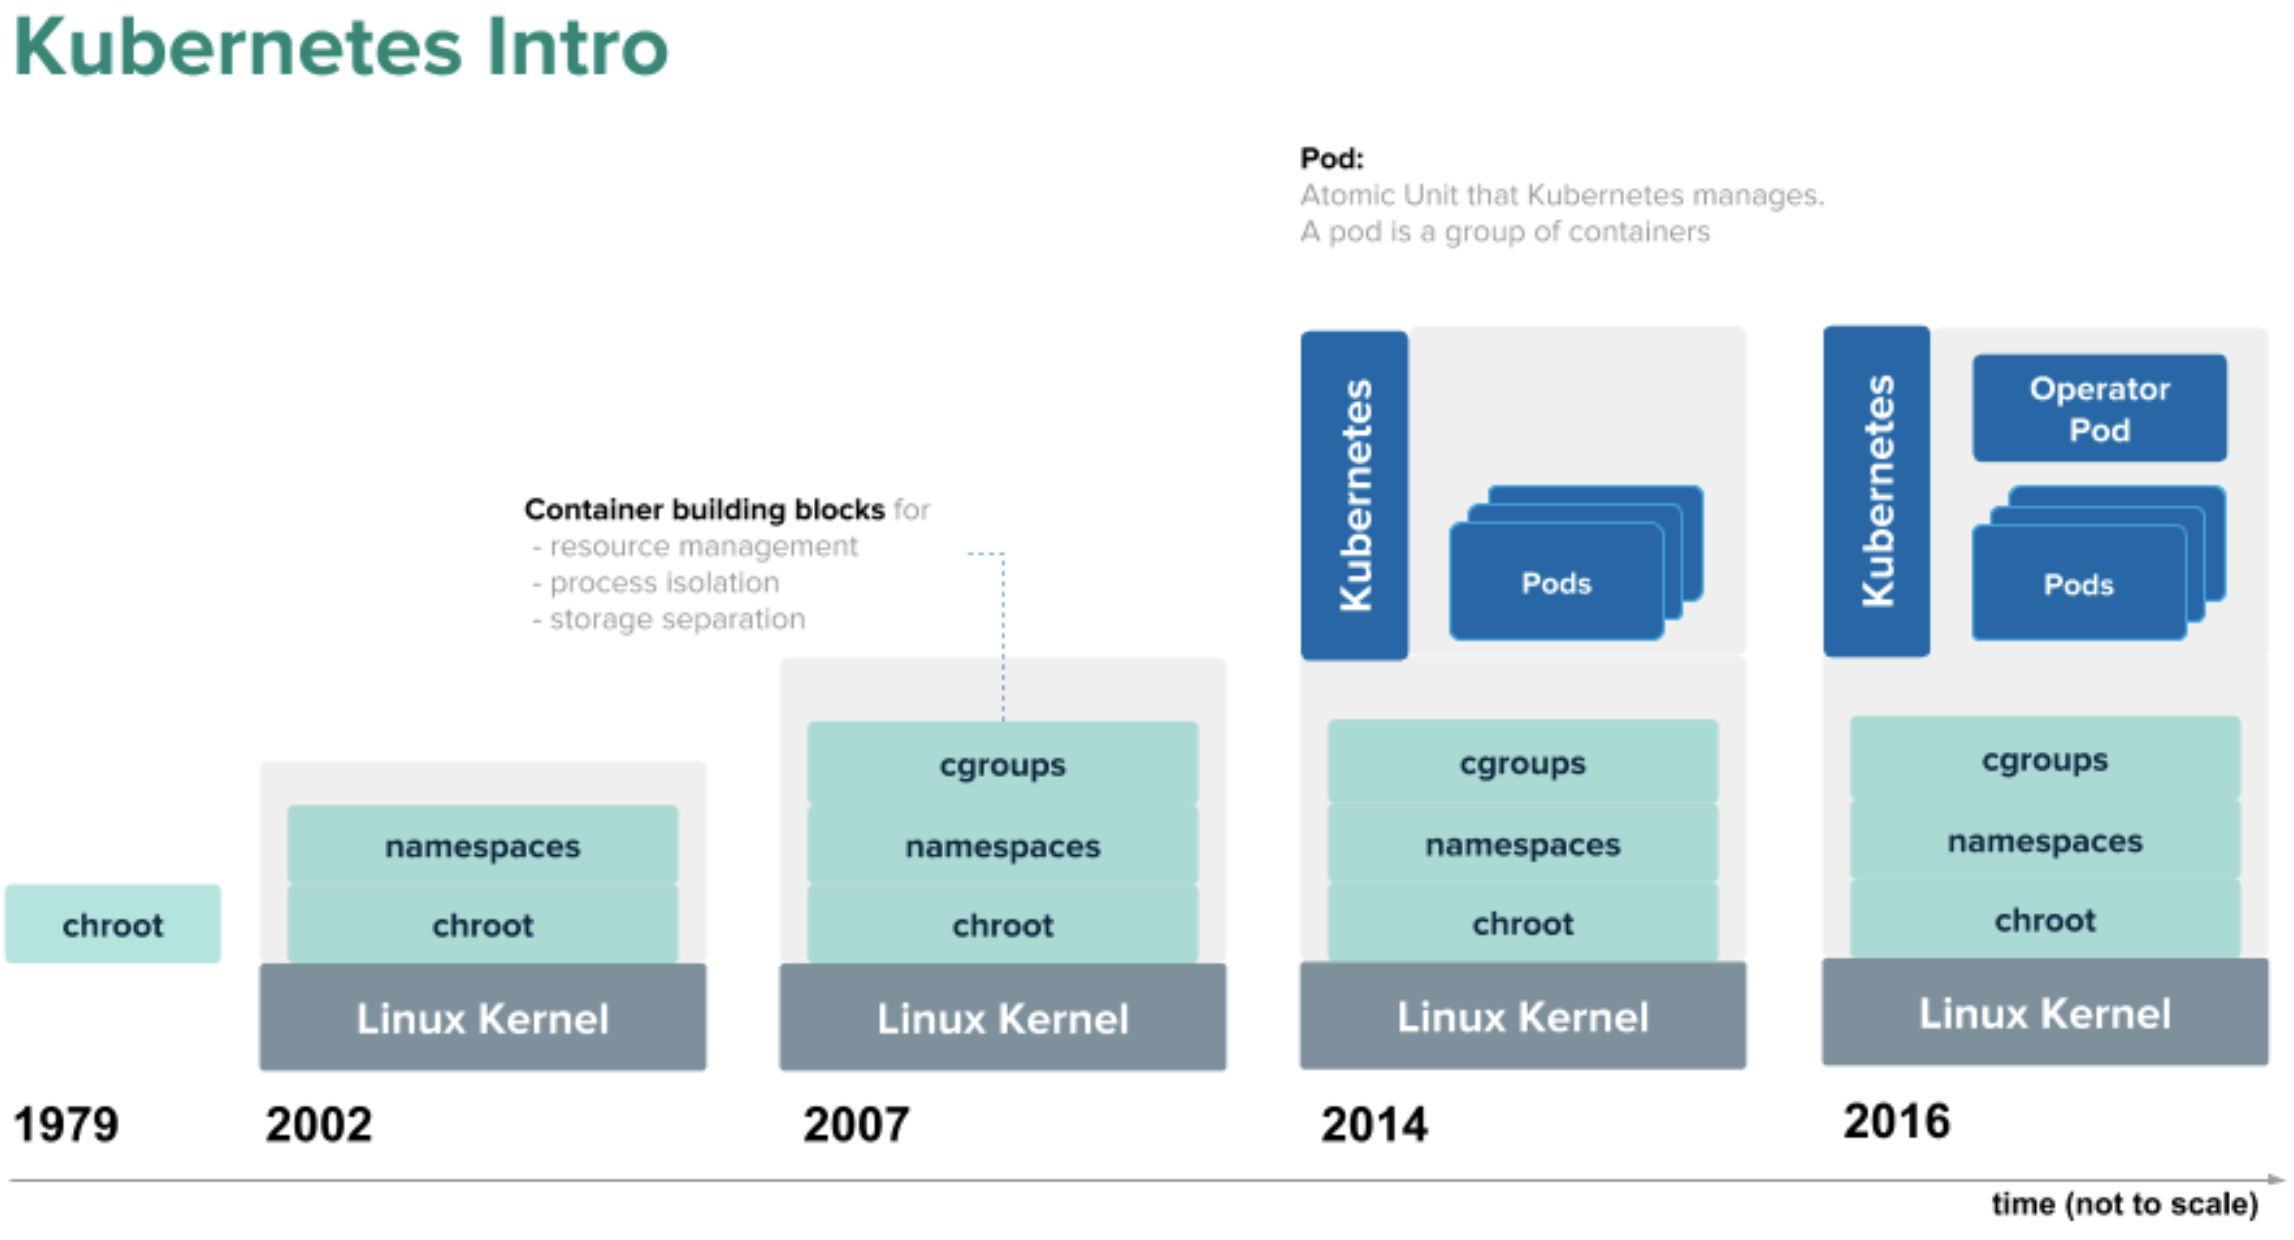 Kubernetes Intro
Pod:
Atomic Unit that Kubernetes manages.
A pod is a group of containers
Container building blocks for
- resource management
- process isolation
- storage separation
chroot
namespaces
chroot
Linux Kernel
cgroups
namespaces
chroot
Linux Kernel
Kubernetes
Pods
cgroups
namespaces
chroot
Linux Kernel
Kubernetes
Operator
Pod
Pods
cgroups
namespaces
chroot
Linux Kernel
1979
2002
2007
2014
2016
time (not to scale)